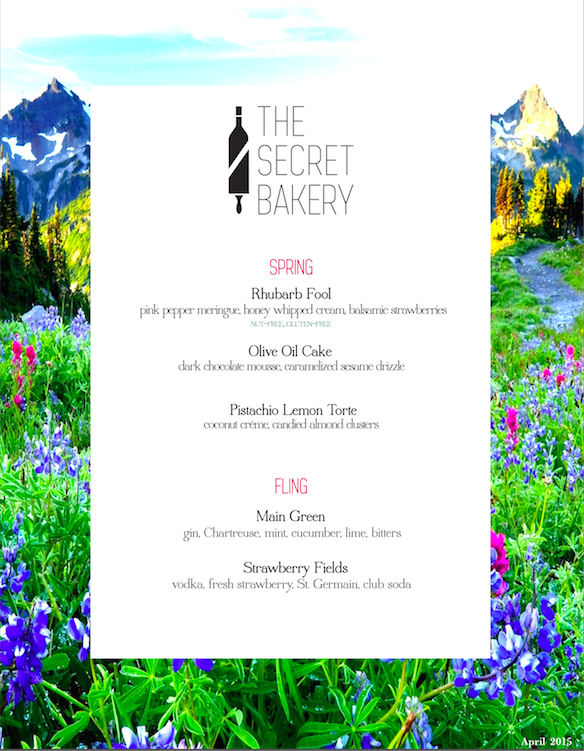 THE
SECRET
BAKERY
SPRING
Rhubarb Fool
pink pepper meringue, honey whipped cream, balsamic strawberries
NUT-FREE, GLUTEN-FREE
Olive Oil Cake
dark chocolate mousse, caramelized sesame drizzle
Pistachio Lemon Torte
coconut crème, candied almond clusters
FLING
Main Green
gin, Chartreuse, mint, cucumber, lime, bitters
Strawberry Fields
vodka, fresh strawberry, St. Germain, club soda
April 2015